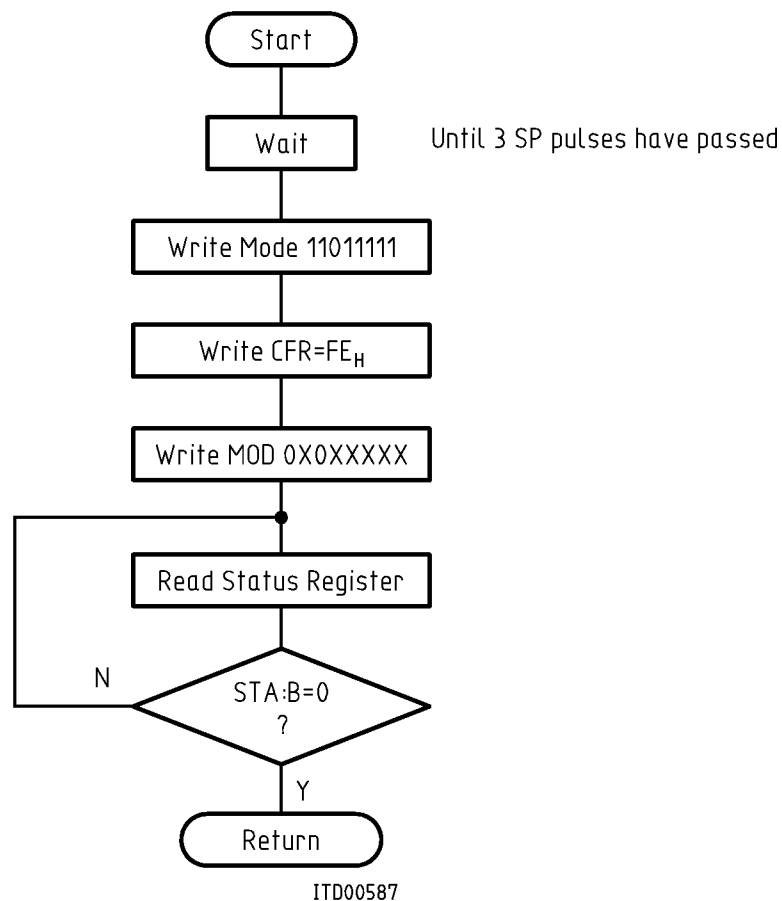 Start
Wait
Until 3 SP pulses have passed
Write Mode 11011111
Write CFR=FEH
Write MOD 0X0XXXXX
Read Status Register
N
STA:B=0
?
Y
Return
ITD00587